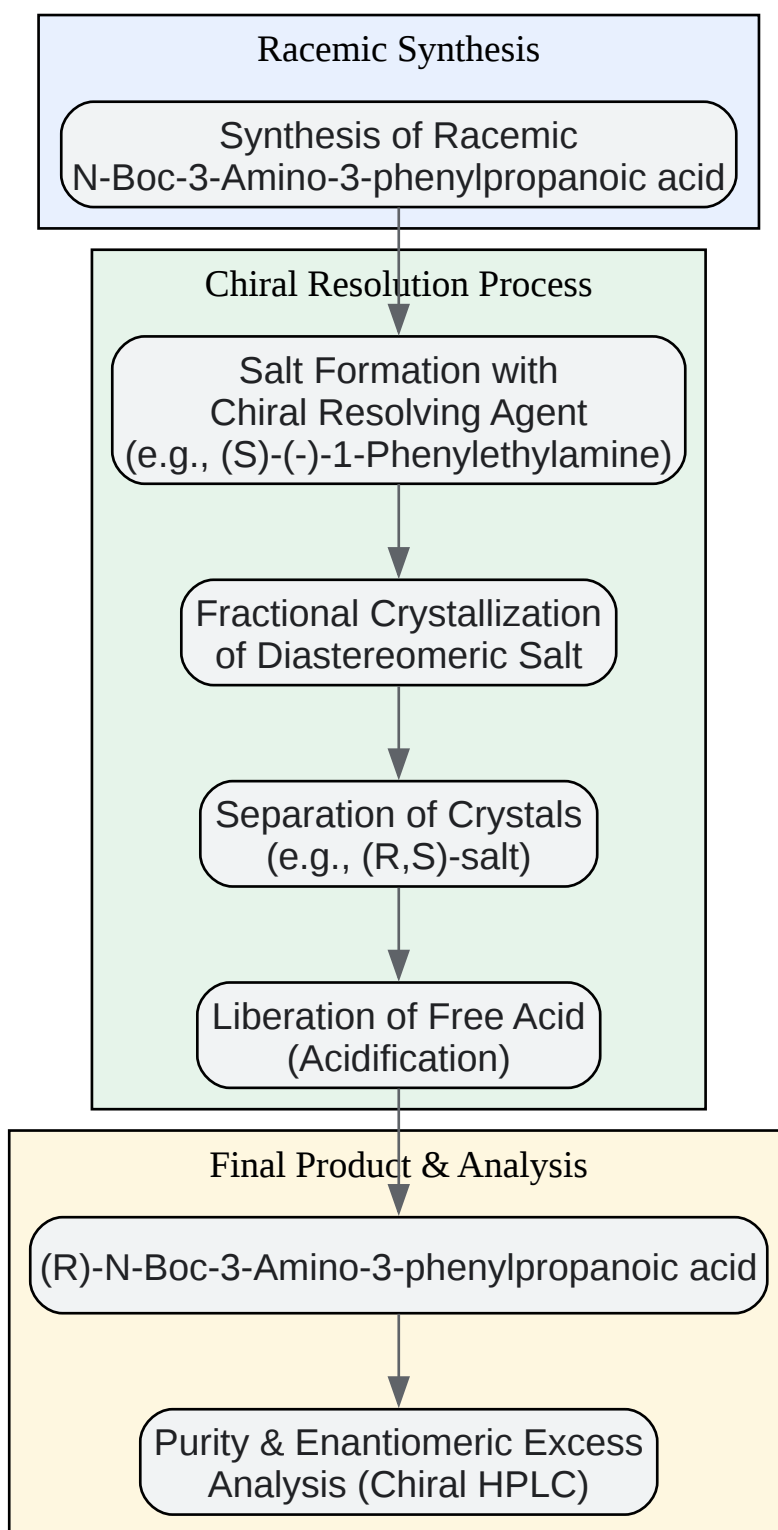 Racemic Synthesis
Synthesis of Racemic
N-Boc-3-Amino-3-phenylpropanoic acid
Chiral Resolution Process
Salt Formation with
Chiral Resolving Agent
(e.g., (S)-(-)-1-Phenylethylamine)
Fractional Crystallization
of Diastereomeric Salt
Separation of Crystals
(e.g., (R,S)-salt)
Liberation of Free Acid
(Acidification)
Final Product & Analysis
(R)-N-Boc-3-Amino-3-phenylpropanoic acid
Purity & Enantiomeric Excess
Analysis (Chiral HPLC)